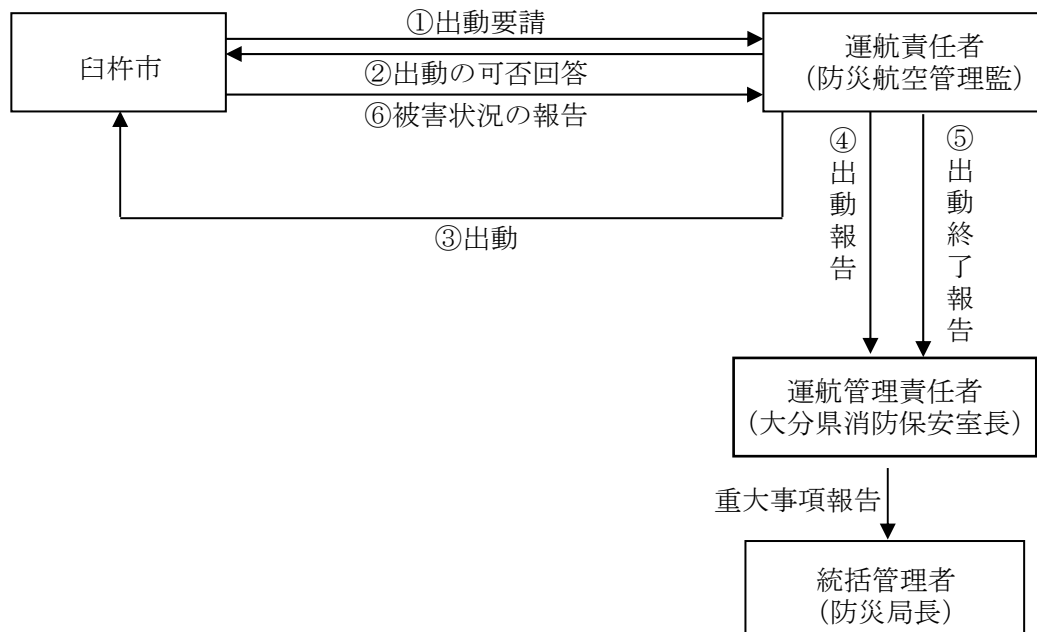 ①出動要請
臼杵市
運航責任者
（防災航空管理監）
②出動の可否回答
⑥被害状況の報告
③出動
④出動報告
⑤出動終了報告
運航管理責任者
（大分県消防保安室長）
重大事項報告
統括管理者
（防災局長）